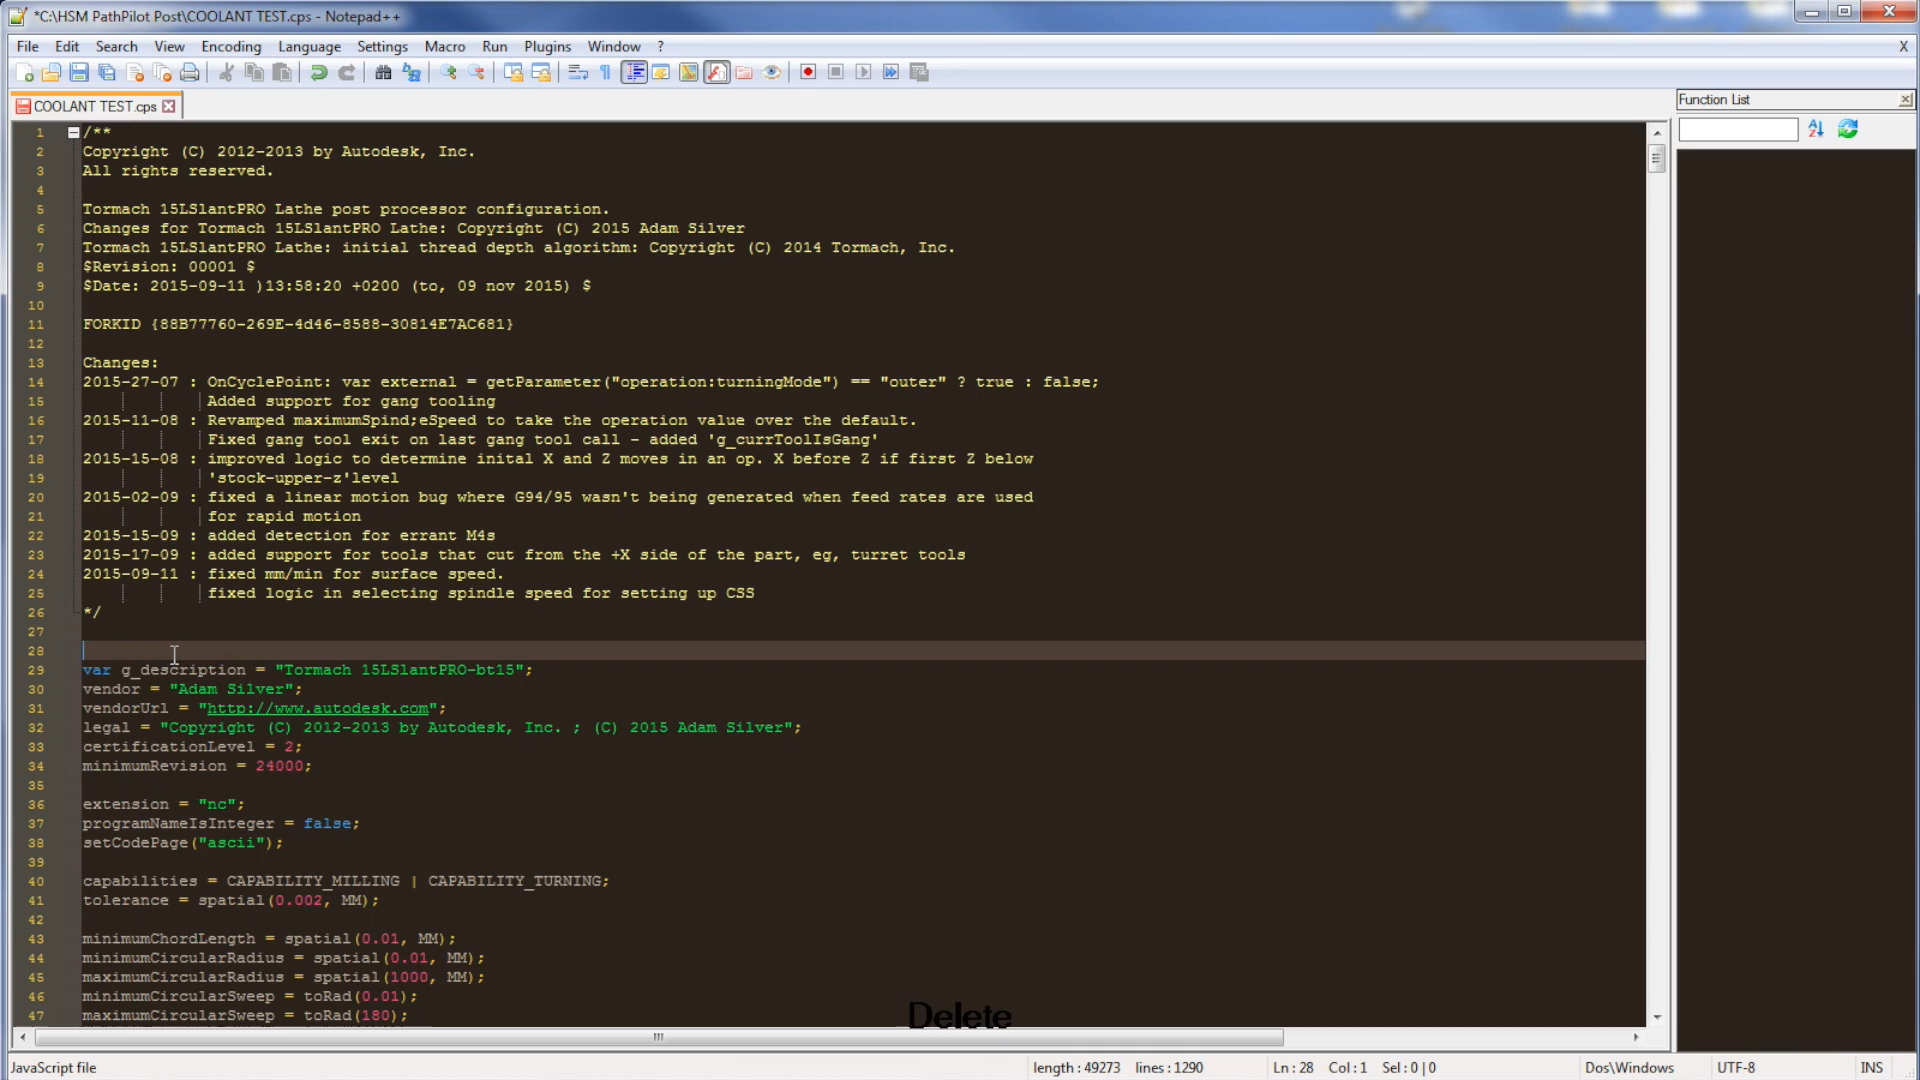 *C:\HSM PathPilot Post\COOLANT TEST.cps - Notepad++
File Edit Search View Encoding Language Settings Macro Run Plugins Window ? X
COOLANT TEST.cps
Function List
1 /**
2 Copyright (C) 2012-2013 by Autodesk, Inc.
3 All rights reserved.
4
5 Tormach 15LSlantPRO Lathe post processor configuration.
6 Changes for Tormach 15LSlantPRO Lathe: Copyright (C) 2015 Adam Silver
7 Tormach 15LSlantPRO Lathe: initial thread depth algorithm: Copyright (C) 2014 Tormach, Inc.
8 $Revision: 00001 $
9 $Date: 2015-09-11 )13:58:20 +0200 (to, 09 nov 2015) $
10
11 FORKID {88B77760-269E-4d46-8588-30814E7AC681}
12
13 Changes:
14 2015-27-07 : OnCyclePoint: var external = getParameter("operation:turningMode") == "outer" ? true : false;
15 Added support for gang tooling
16 2015-11-08 : Revamped maximumSpind;eSpeed to take the operation value over the default.
17 Fixed gang tool exit on last gang tool call - added 'g_currToolIsGang'
18 2015-15-08 : improved logic to determine inital X and Z moves in an op. X before Z if first Z below
19 'stock-upper-z'level
20 2015-02-09 : fixed a linear motion bug where G94/95 wasn't being generated when feed rates are used
21 for rapid motion
22 2015-15-09 : added detection for errant M4s
23 2015-17-09 : added support for tools that cut from the +X side of the part, eg, turret tools
24 2015-09-11 : fixed mm/min for surface speed.
25 fixed logic in selecting spindle speed for setting up CSS
26 */
27
28
29 var g_description = "Tormach 15LSlantPRO-bt15";
30 vendor = "Adam Silver";
31 vendorUrl = "http://www.autodesk.com";
32 legal = "Copyright (C) 2012-2013 by Autodesk, Inc. ; (C) 2015 Adam Silver";
33 certificationLevel = 2;
34 minimumRevision = 24000;
35
36 extension = "nc";
37 programNameIsInteger = false;
38 setCodePage("ascii");
39
40 capabilities = CAPABILITY_MILLING | CAPABILITY_TURNING;
41 tolerance = spatial(0.002, MM);
42
43 minimumChordLength = spatial(0.01, MM);
44 minimumCircularRadius = spatial(0.01, MM);
45 maximumCircularRadius = spatial(1000, MM);
46 minimumCircularSweep = toRad(0.01);
47 maximumCircularSweep = toRad(180);
Delete
JavaScript file length : 49273 lines : 1290 Ln : 28 Col : 1 Sel : 0 | 0 Dos\Windows UTF-8 INS